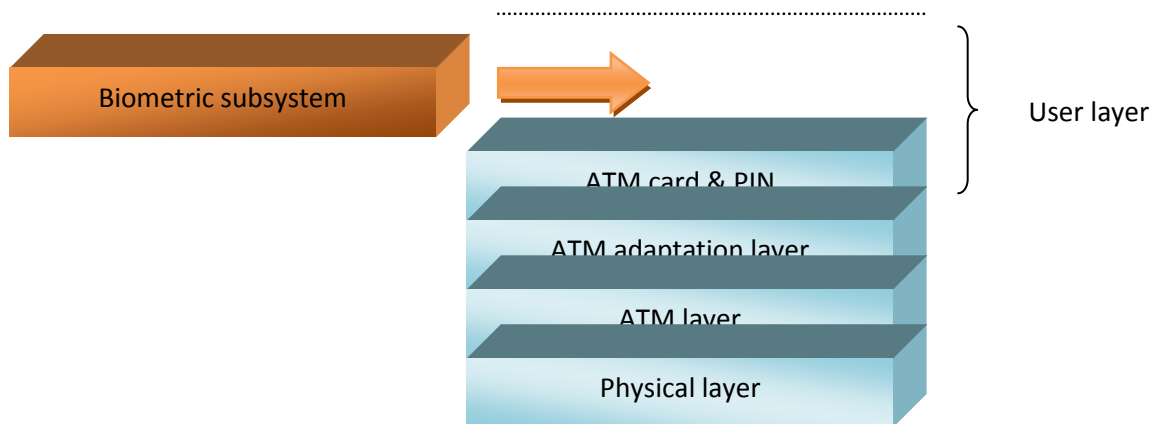 Biometric subsystem
User layer
ATM card & PIN
ATM adaptation layer
ATM layer
Physical layer